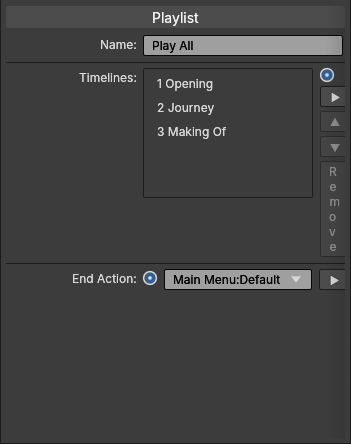 Playlist
Name: Play All
Timelines:
1 Opening
2 Journey
3 Making Of
Remove
End Action: Main Menu:Default